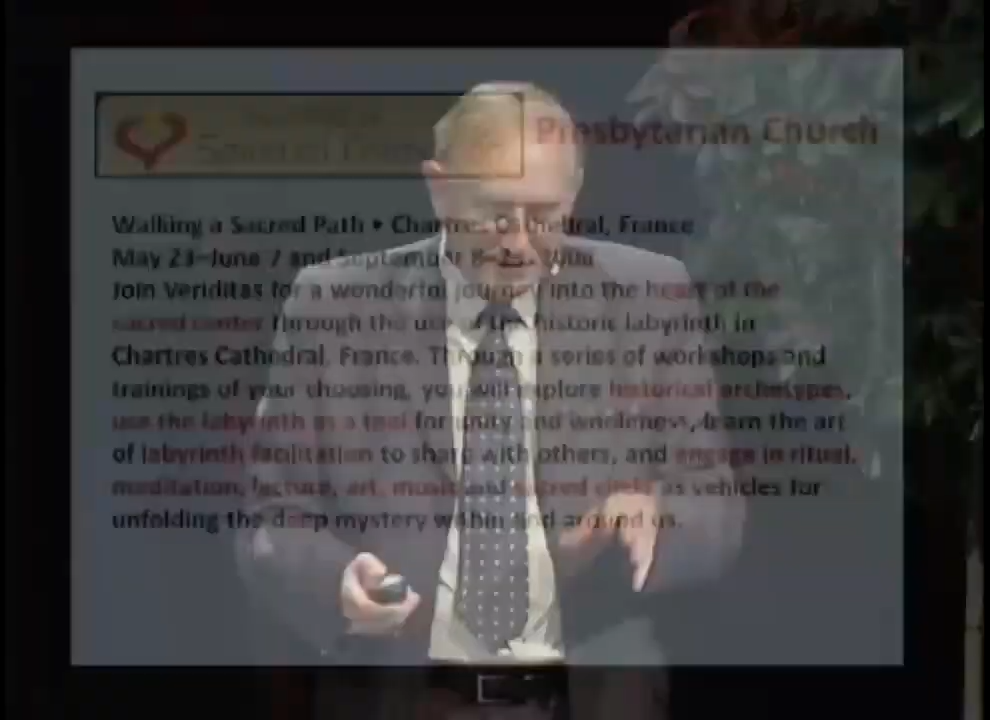 Presbyterian Church
Walking a Sacred Path • Chartres Cathedral, France
May 23–June 7 and September 8–
Join Veriditas for a wonderful journey into the heart of the
sacred center through the use of the historic labyrinth in
Chartres Cathedral, France. Through a series of workshops and
trainings of your choosing, you will explore historical archetypes,
use the labyrinth as a tool for unity and wholeness, learn the art
of labyrinth facilitation to share with others, and engage in ritual,
meditation, lecture, art, music and sacred circle as vehicles for
unfolding the deep mystery within and around us.